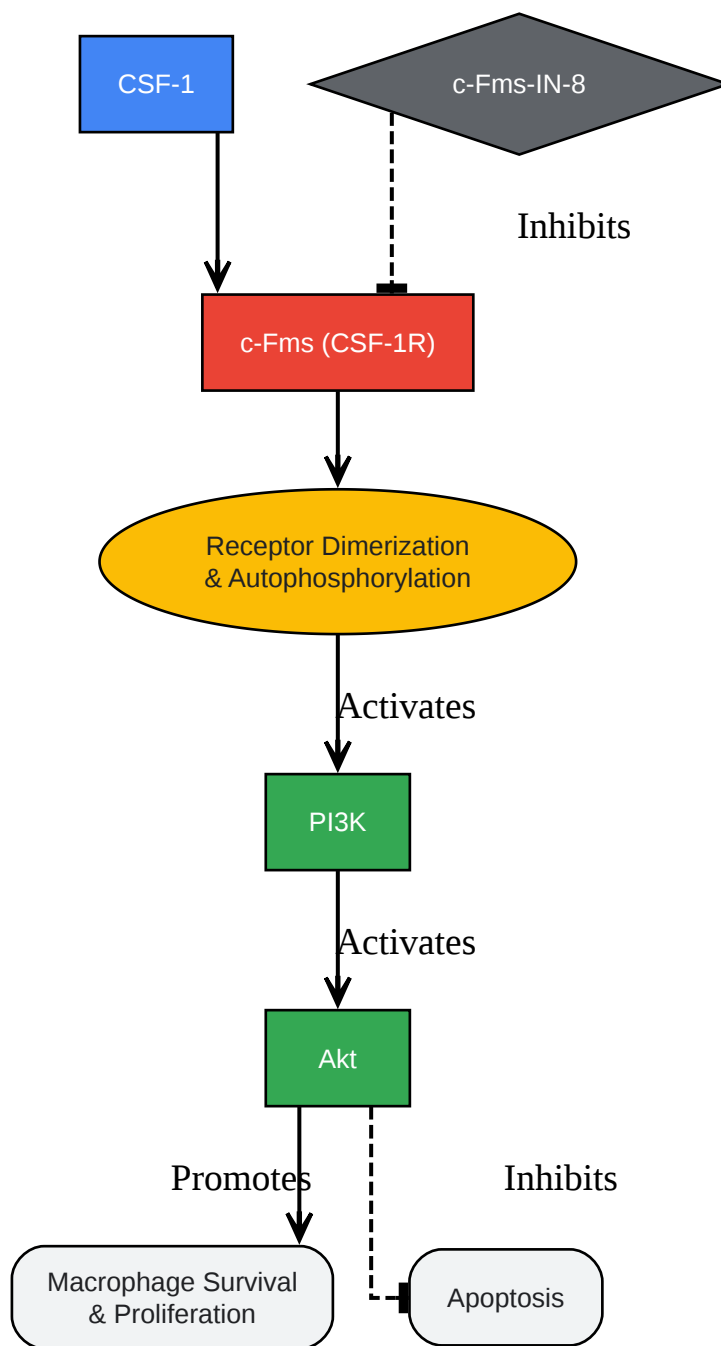 CSF-1
c-Fms-IN-8
Inhibits
c-Fms (CSF-1R)
Receptor Dimerization
& Autophosphorylation
Activates
PI3K
Activates
Akt
Promotes
Inhibits
Macrophage Survival
& Proliferation
Apoptosis